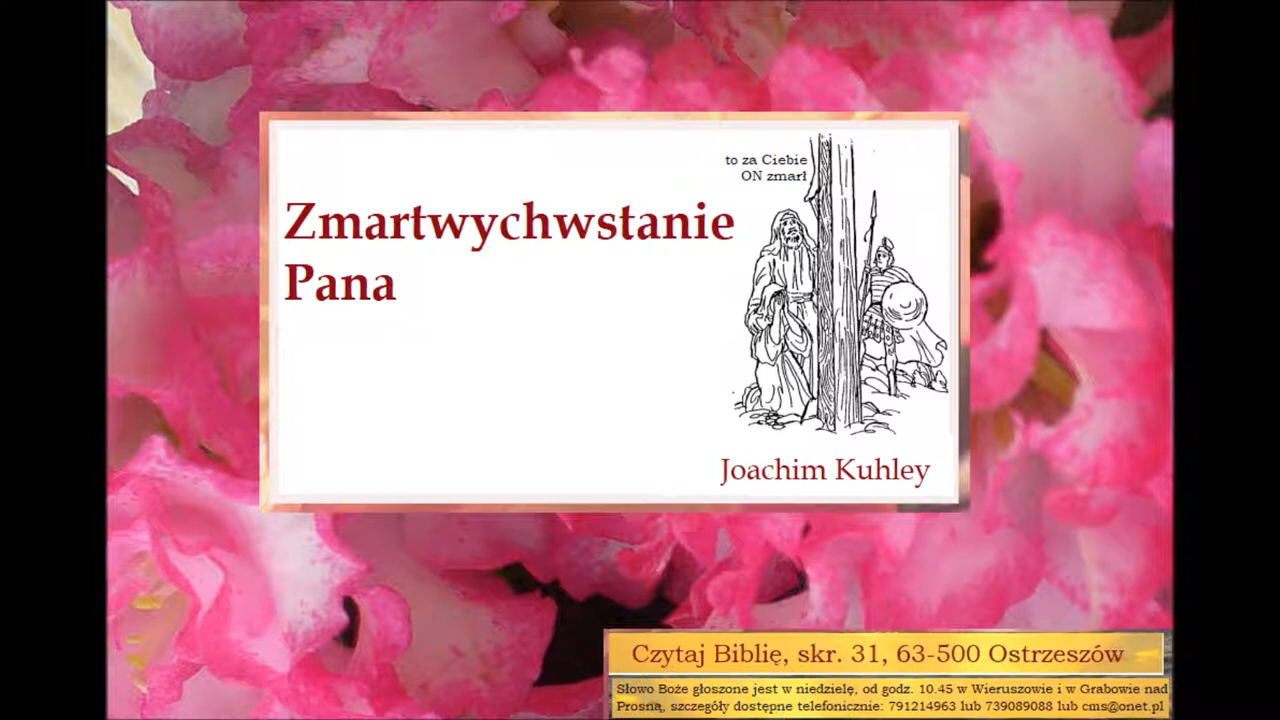 to za Ciebie
ON zmarł
Zmartwychwstanie
Pana
Joachim Kuhley
Czytaj Biblię, skr. 31, 63-500 Ostrzeszów
Słowo Boże głoszone jest w niedzielę, od godz. 10.45 w Wieruszowie i w Grabowie nad
Prosną, szczegóły dostępne telefonicznie: 791214963 lub 739089088 lub cms@onet.pl